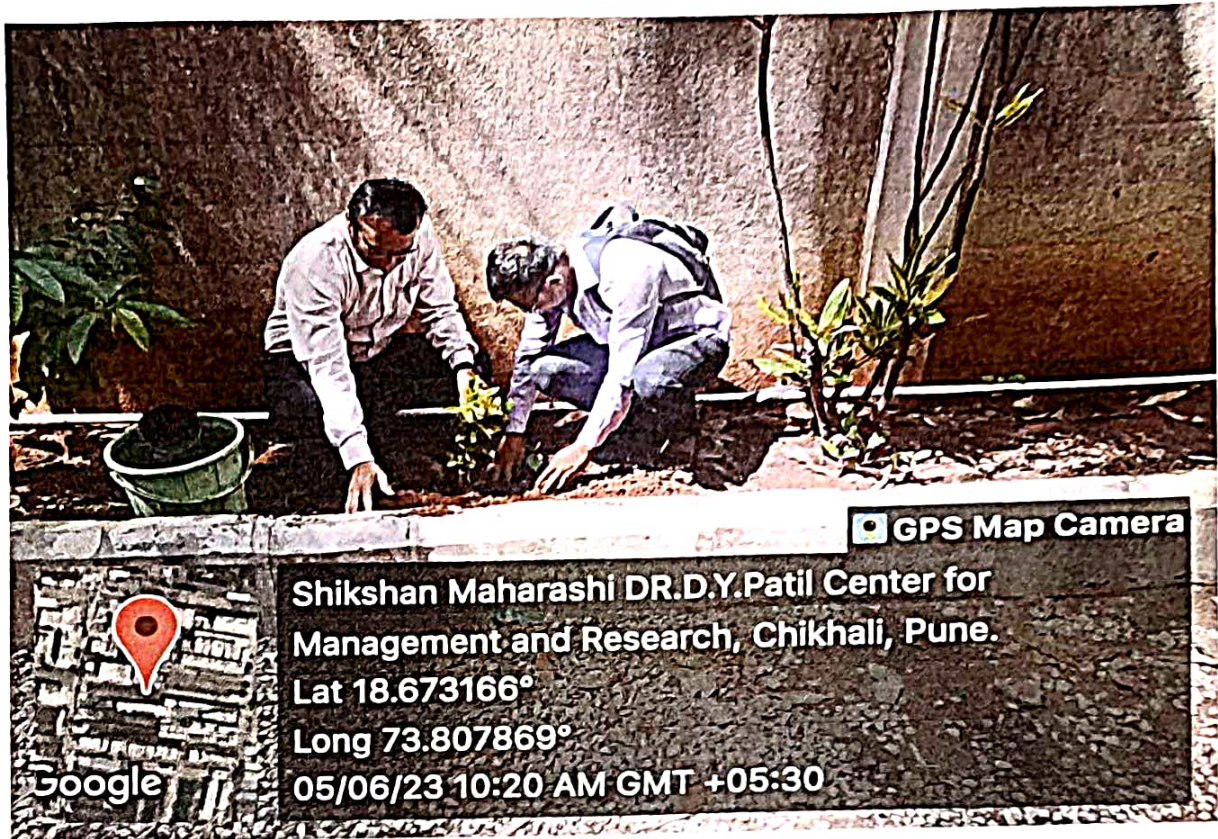 GPS Map Camera
Shikshan Maharashi DR.D.Y.Patil Center for
Management and Research, Chikhali, Pune.
Lat 18.673166°
Long 73.807869°
05/06/23 10:20 AM GMT +05:30
Google